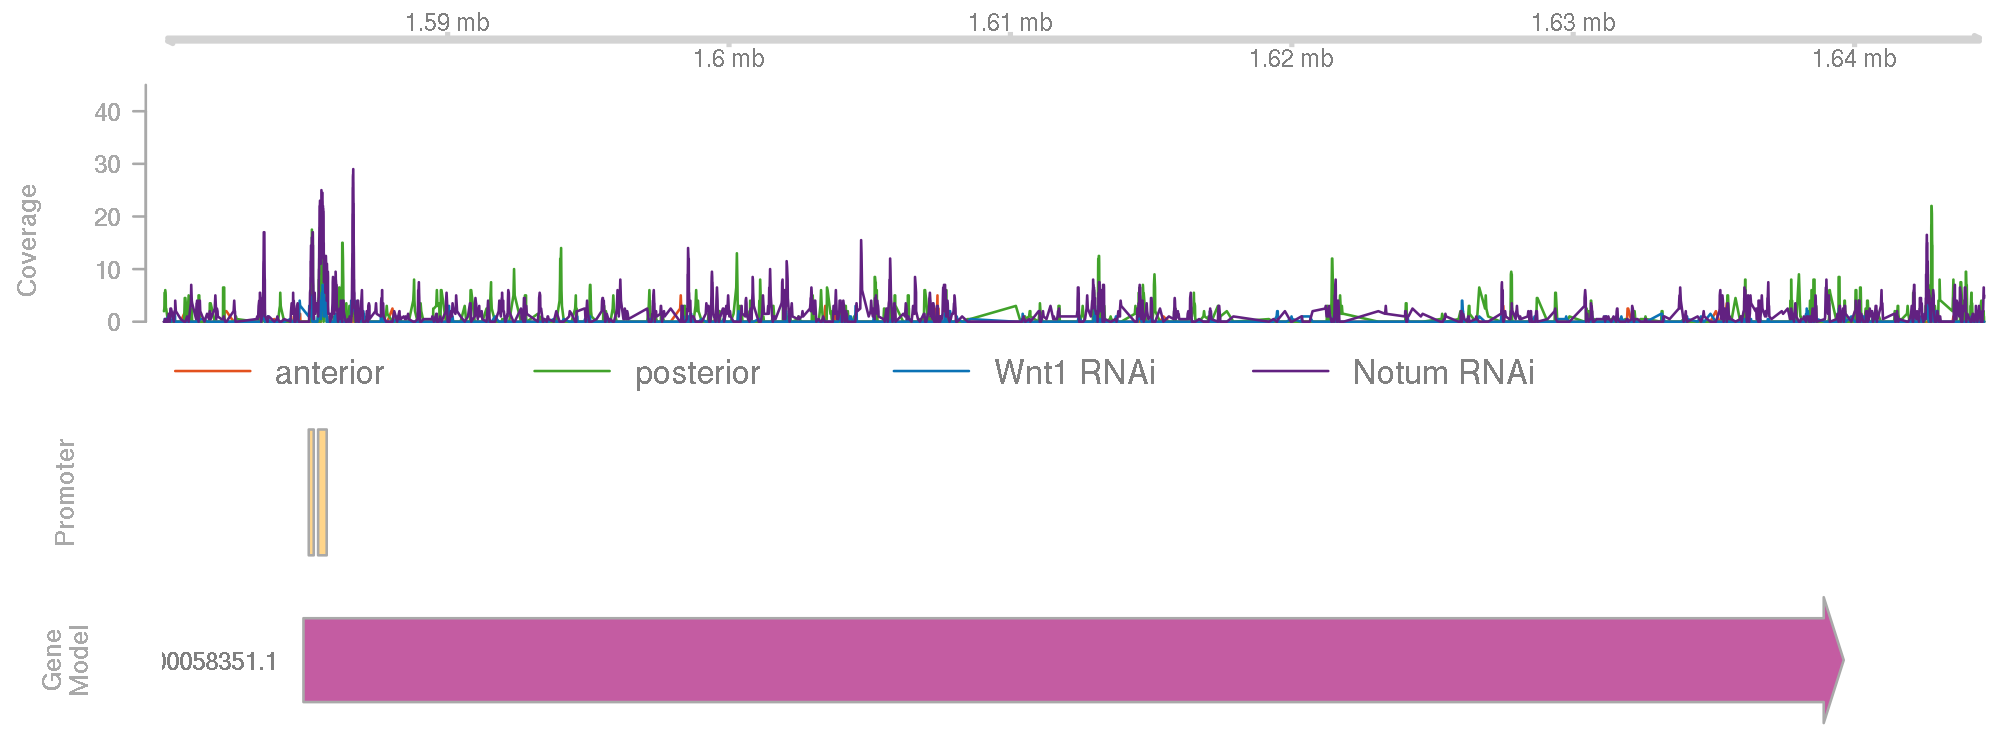 1.59 mb 1.61 mb 1.63 mb
1.6 mb 1.62 mb 1.64 mb
Coverage
40
30
20
10
0
anterior posterior Wnt1 RNAi Notum RNAi
Promoter
Gene
Model
00058351.1